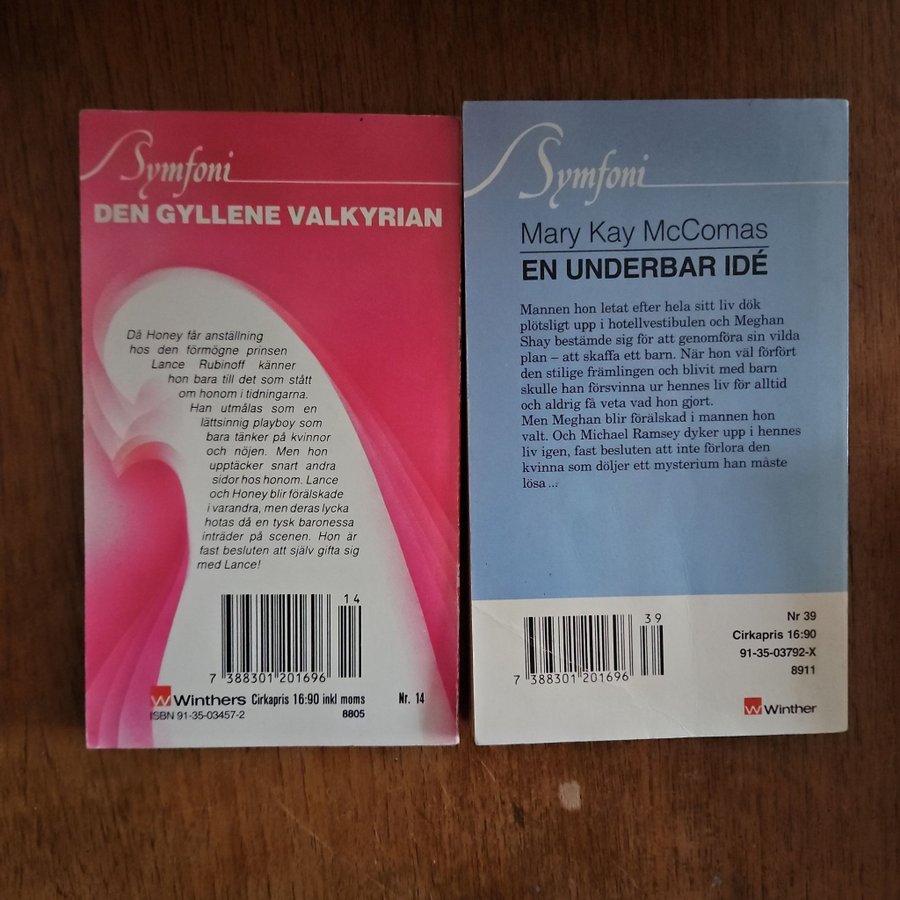 Symfoni
DEN GYLLENE VALKYRIAN
Då Honey får anställning
hos den förmögne prinsen
Lance Rubinoff känner
hon bara till det som stått
om honom i tidningarna.
Han utmålas som en
lättsinnig playboy som
bara tänker på kvinnor
och nöjen. Men hon
upptäcker snart andra
sidor hos honom. Lance
och Honey blir förälskade
i varandra, men deras lycka
hotas då en tysk baronessa
inträder på scenen. Hon är
fast besluten att själv gifta sig
med Lance!
14
7 388301 201696
W Winthers Cirkapris 16:90 inkl moms Nr. 14
ISBN 91-35-03457-2 8805
Symfoni
Mary Kay McComas
EN UNDERBAR IDÉ
Mannen hon letat efter hela sitt liv dök
plötsligt upp i hotellvestibulen och Meghan
Shay bestämde sig för att genomföra sin vilda
plan – att skaffa ett barn. När hon väl förfört
den stilige främlingen och blivit med barn
skulle han försvinna ur hennes liv för alltid
och aldrig få veta vad hon gjort.
Men Meghan blir förälskad i mannen hon
valt. Och Michael Ramsey dyker upp i hennes
liv igen, fast besluten att inte förlora den
kvinna som döljer ett mysterium han måste
lösa ...
39
7 388301 201696
Nr 39
Cirkapris 16:90
91-35-03792-X
8911
W Winther